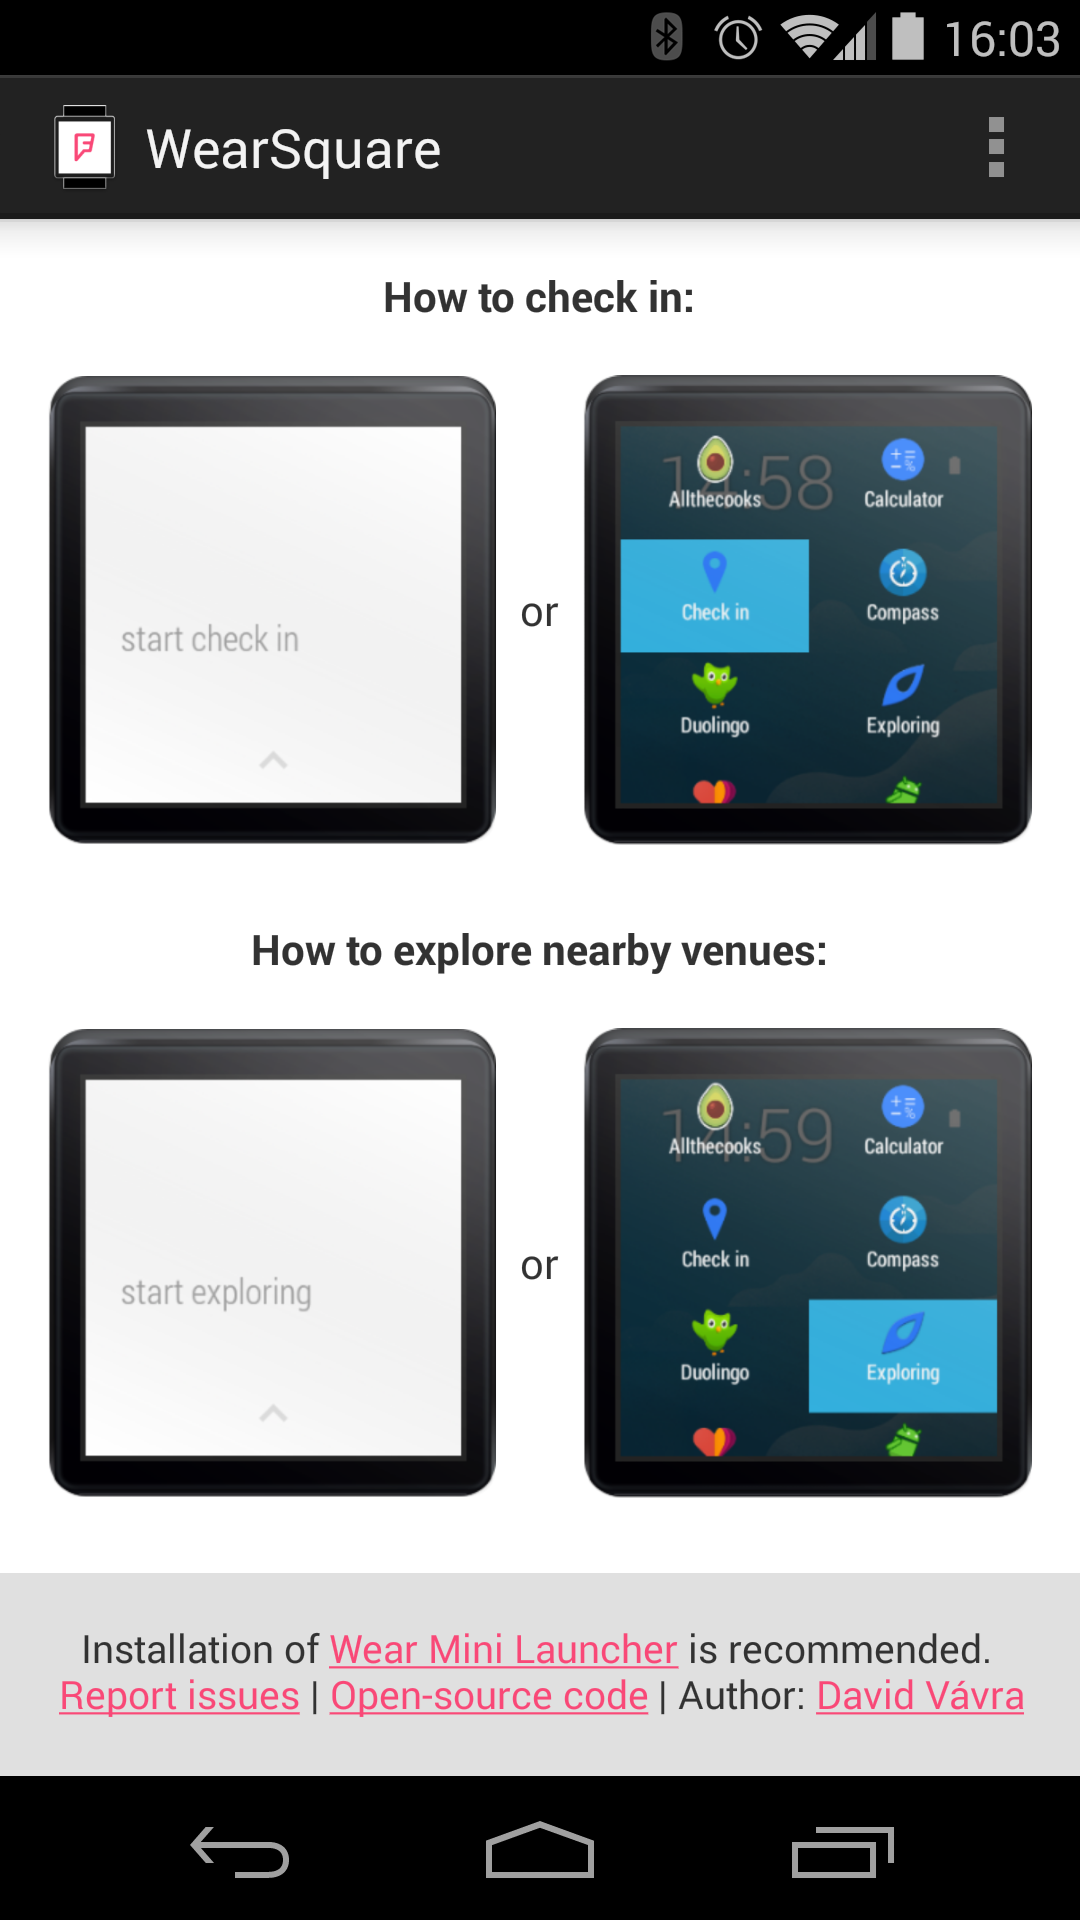 16:03
WearSquare
How to check in:
start check in
or
14:58
Allthecooks
Calculator
Check in
Compass
Duolingo
Exploring
How to explore nearby venues:
start exploring
or
14:59
Allthecooks
Calculator
Check in
Compass
Duolingo
Exploring
Installation of Wear Mini Launcher is recommended.
Report issues | Open-source code | Author: David Vávra